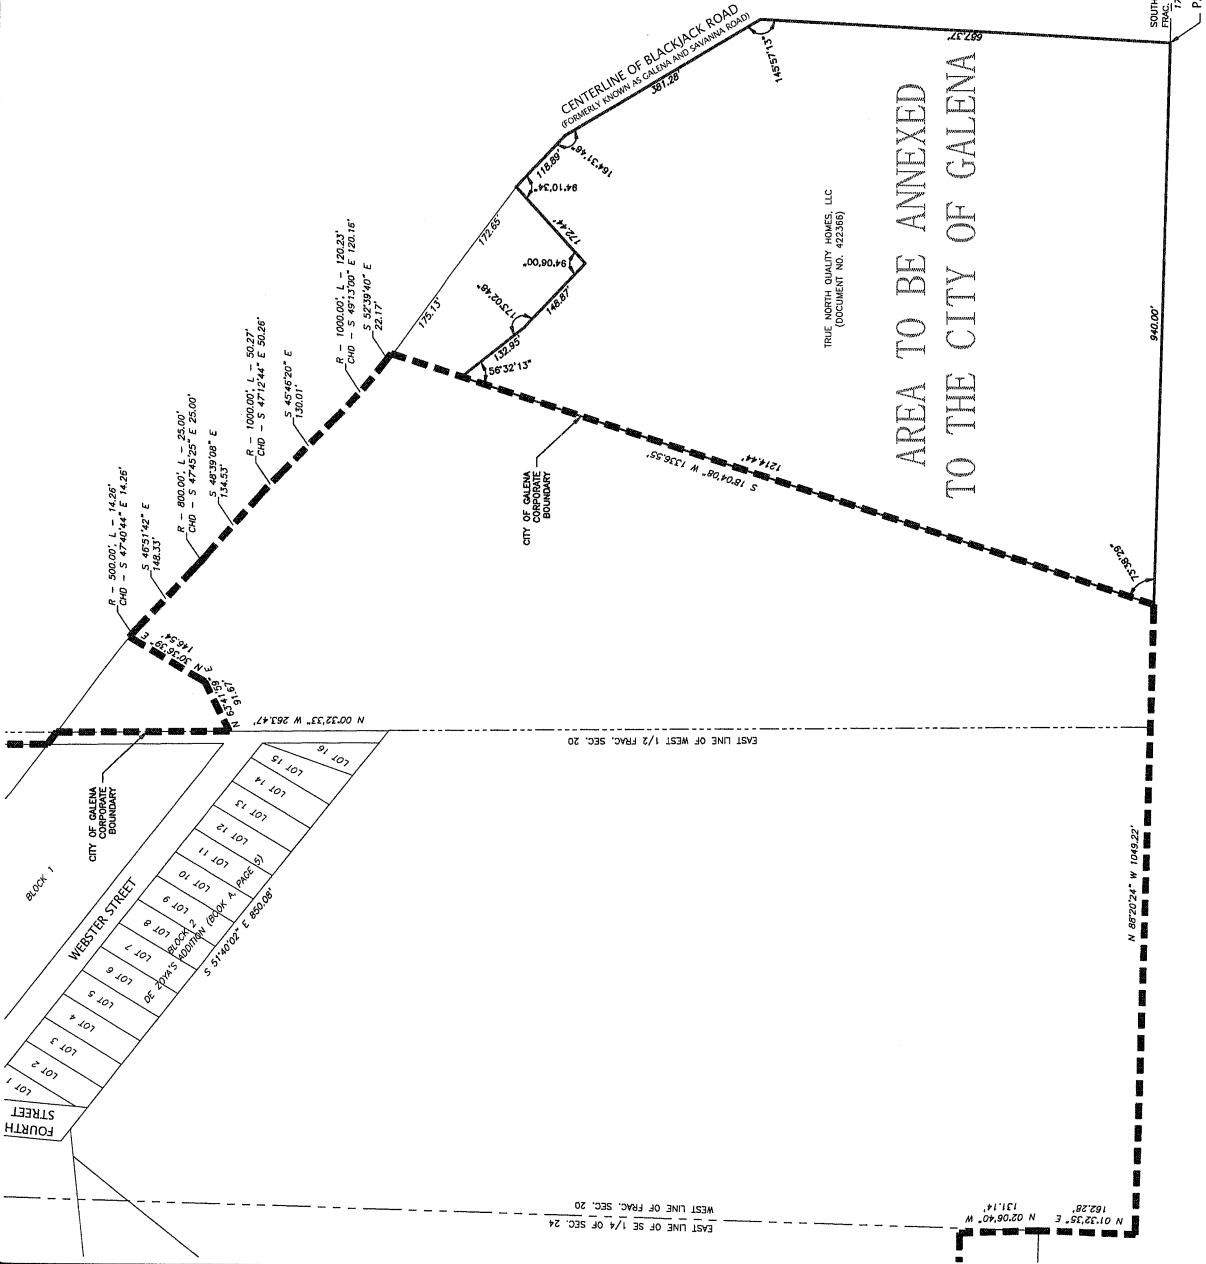 CENTERLINE OF BLACKJACK ROAD
(FORMERLY KNOWN AS GALENA AND SAVANNA ROAD)
381.28'
145°57'13"
687.37'
SOUTH
FRAC.
17
P.
118.89'
164°31'46"
94°10'34"
172.65'
172.44'
94°06'00"
175.13'
173°02'48"
148.87'
132.95'
56°32'13"
R - 1000.00', L - 120.23'
CHD - S 49°13'00" E 120.16'
S 52°39'40" E
22.17'
R - 1000.00', L - 50.27'
CHD - S 47°12'44" E 50.26'
S 45°46'20" E
130.01'
R - 800.00', L - 25.00'
CHD - S 47°45'25" E 25.00'
S 48°39'08" E
134.53'
R - 500.00', L - 14.26'
CHD - S 47°40'44" E 14.26'
S 46°51'42" E
148.33'
N 30°36'39" E
146.54'
N 63°41'59" E
91.67'
N 00°32'33" W 263.47'
TRUE NORTH QUALITY HOMES, LLC
(DOCUMENT NO. 422366)
AREA TO BE ANNEXED
TO THE CITY OF GALENA
940.00'
CITY OF GALENA
CORPORATE
BOUNDARY
S 18°04'08" W 1336.55'
1214.44'
73°38'29"
EAST LINE OF WEST 1/2 FRAC. SEC. 20
CITY OF GALENA
CORPORATE
BOUNDARY
BLOCK 1
WEBSTER STREET
LOT 16
LOT 15
LOT 14
LOT 13
LOT 12
LOT 11
LOT 10
LOT 9
LOT 8
LOT 7
LOT 6
LOT 5
LOT 4
LOT 3
LOT 2
LOT 1
BLOCK 2
DE ZOYA'S ADDITION (BOOK A, PAGE 5)
S 51°40'02" E 850.08'
FOURTH
STREET
N 88°20'24" W 1049.22'
WEST LINE OF FRAC. SEC. 20
EAST LINE OF SE 1/4 OF SEC. 24
N 02°06'40" W
131.14'
N 01°32'35" E
162.28'